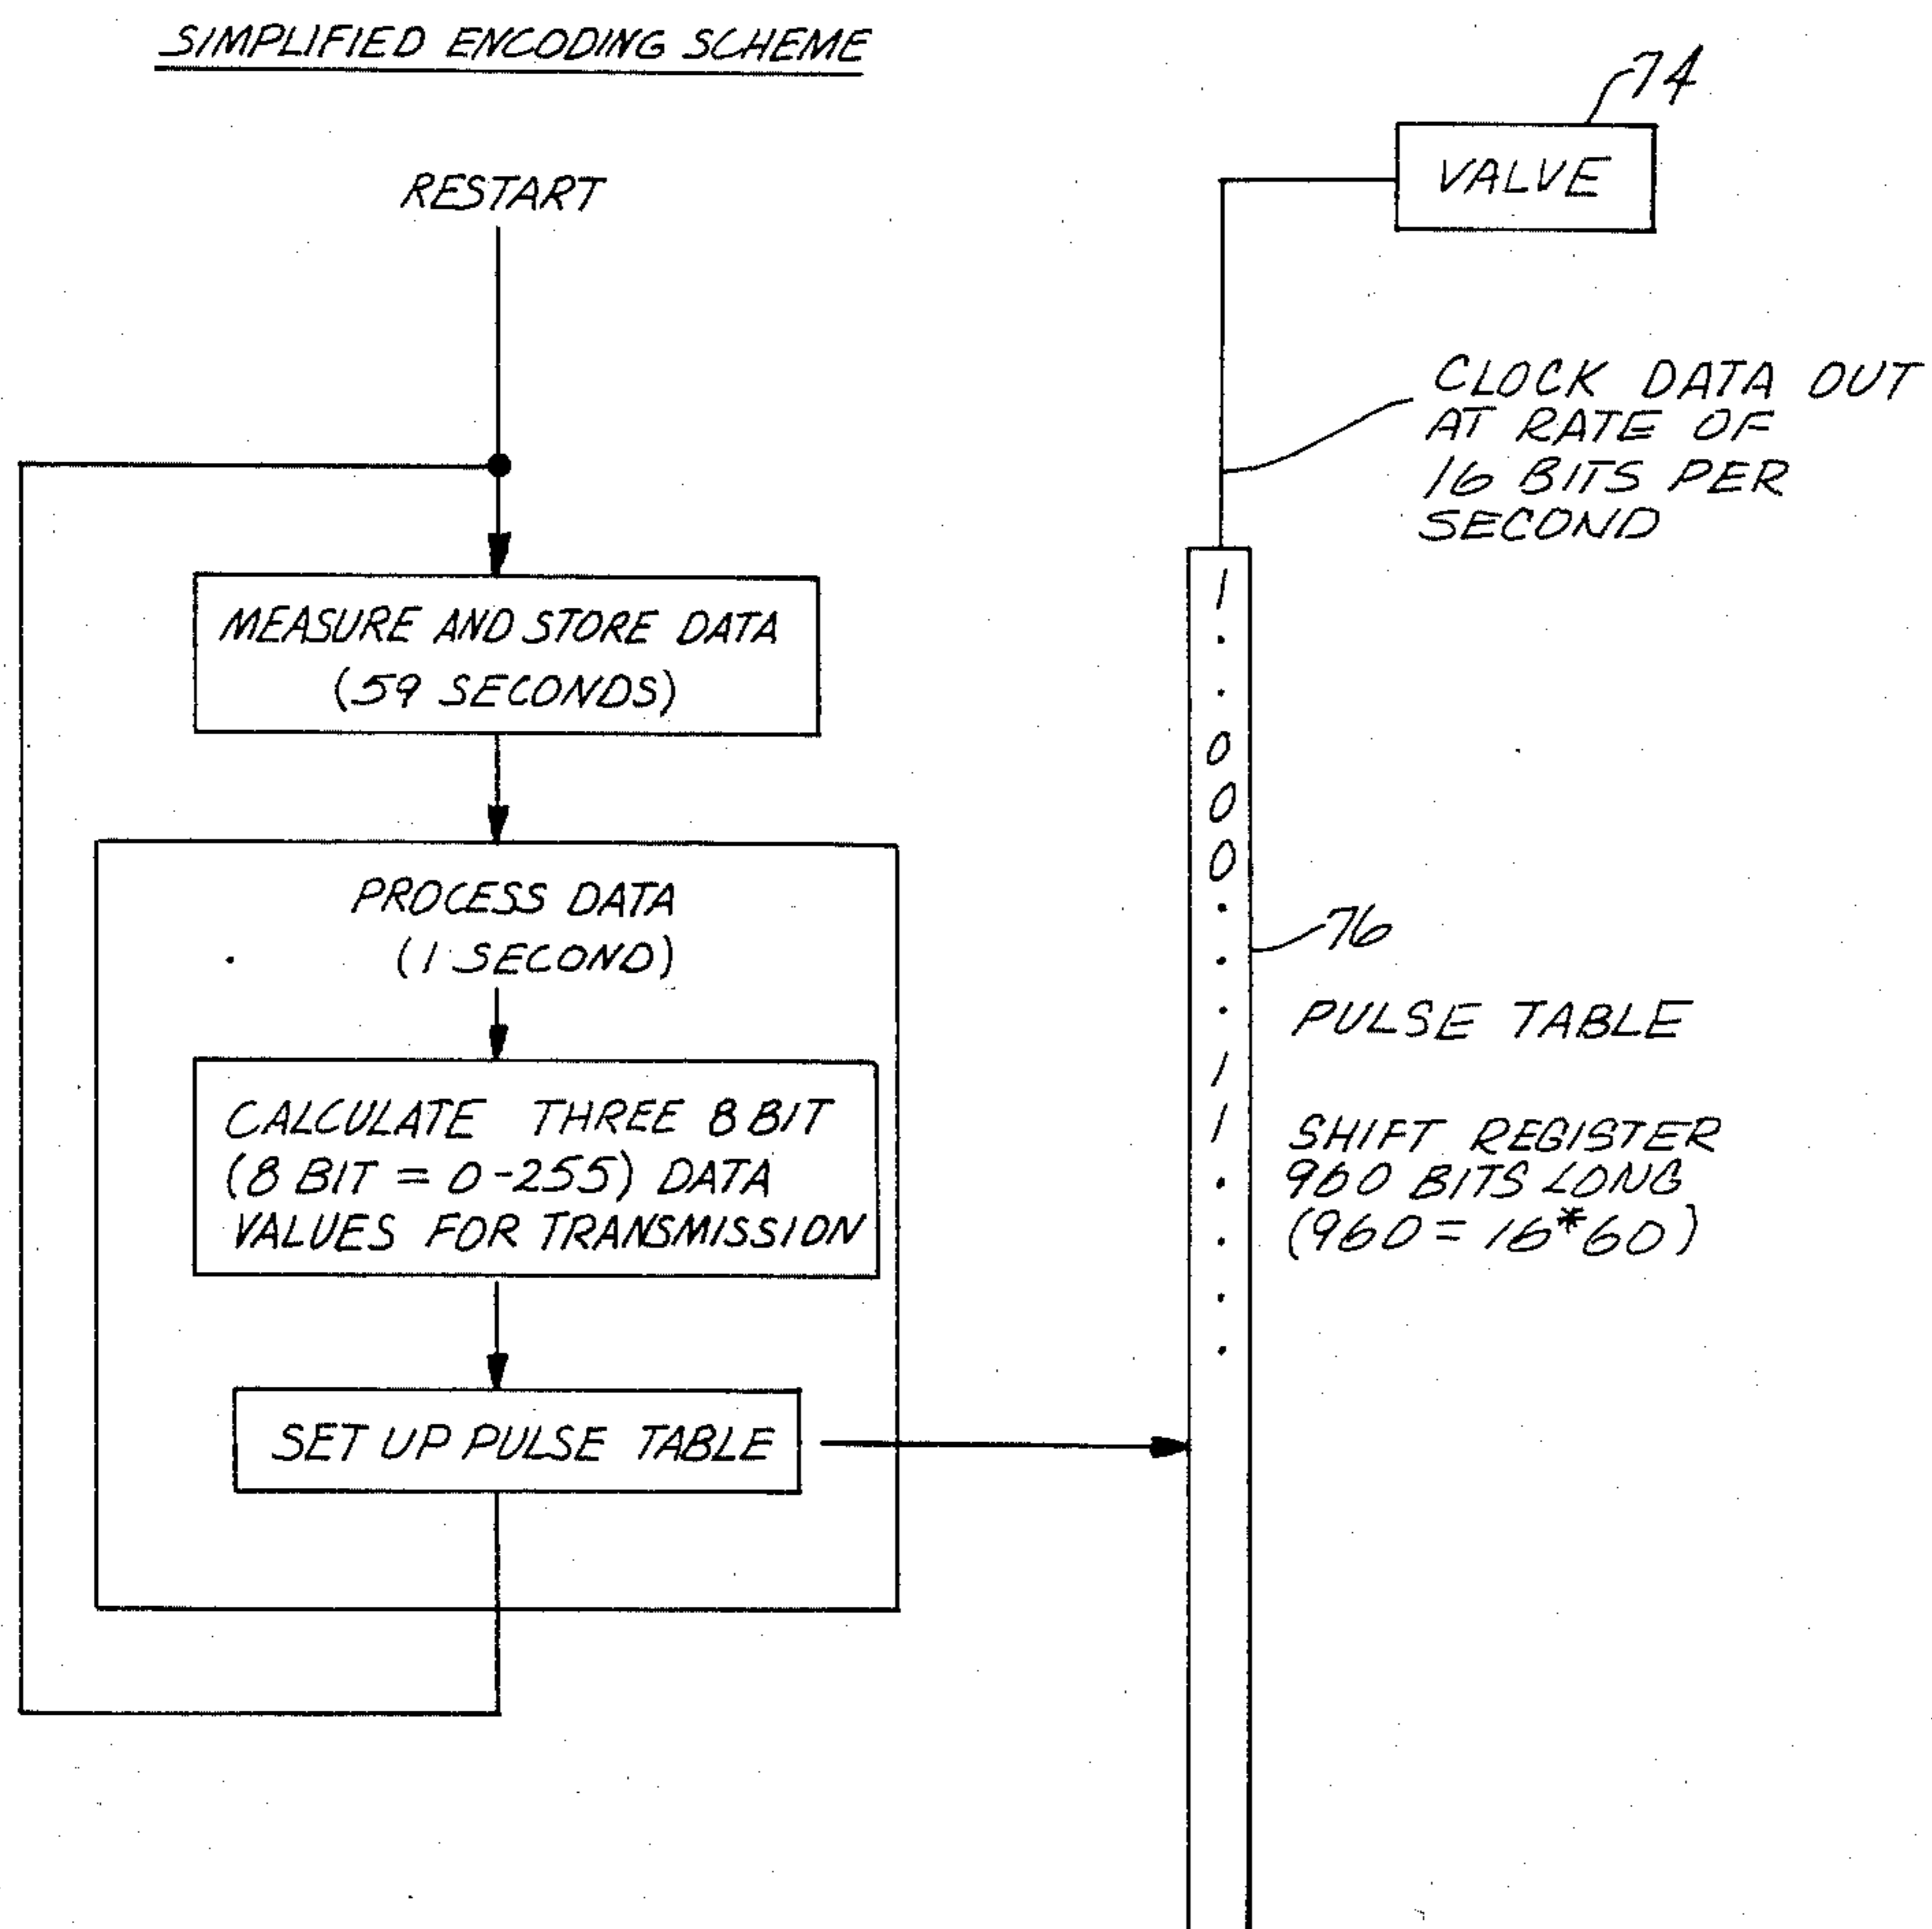 SIMPLIFIED ENCODING SCHEME
RESTART
MEASURE AND STORE DATA
(59 SECONDS)
PROCESS DATA
(1 SECOND)
CALCULATE THREE 8 BIT
(8 BIT = 0-255) DATA
VALUES FOR TRANSMISSION
SET UP PULSE TABLE
74
VALVE
CLOCK DATA OUT
AT RATE OF
16 BITS PER
SECOND
1
.
.
0
0
0
.
.
.
1
1
.
.
.
.
76
PULSE TABLE
SHIFT REGISTER
960 BITS LONG
(960 = 16*60)